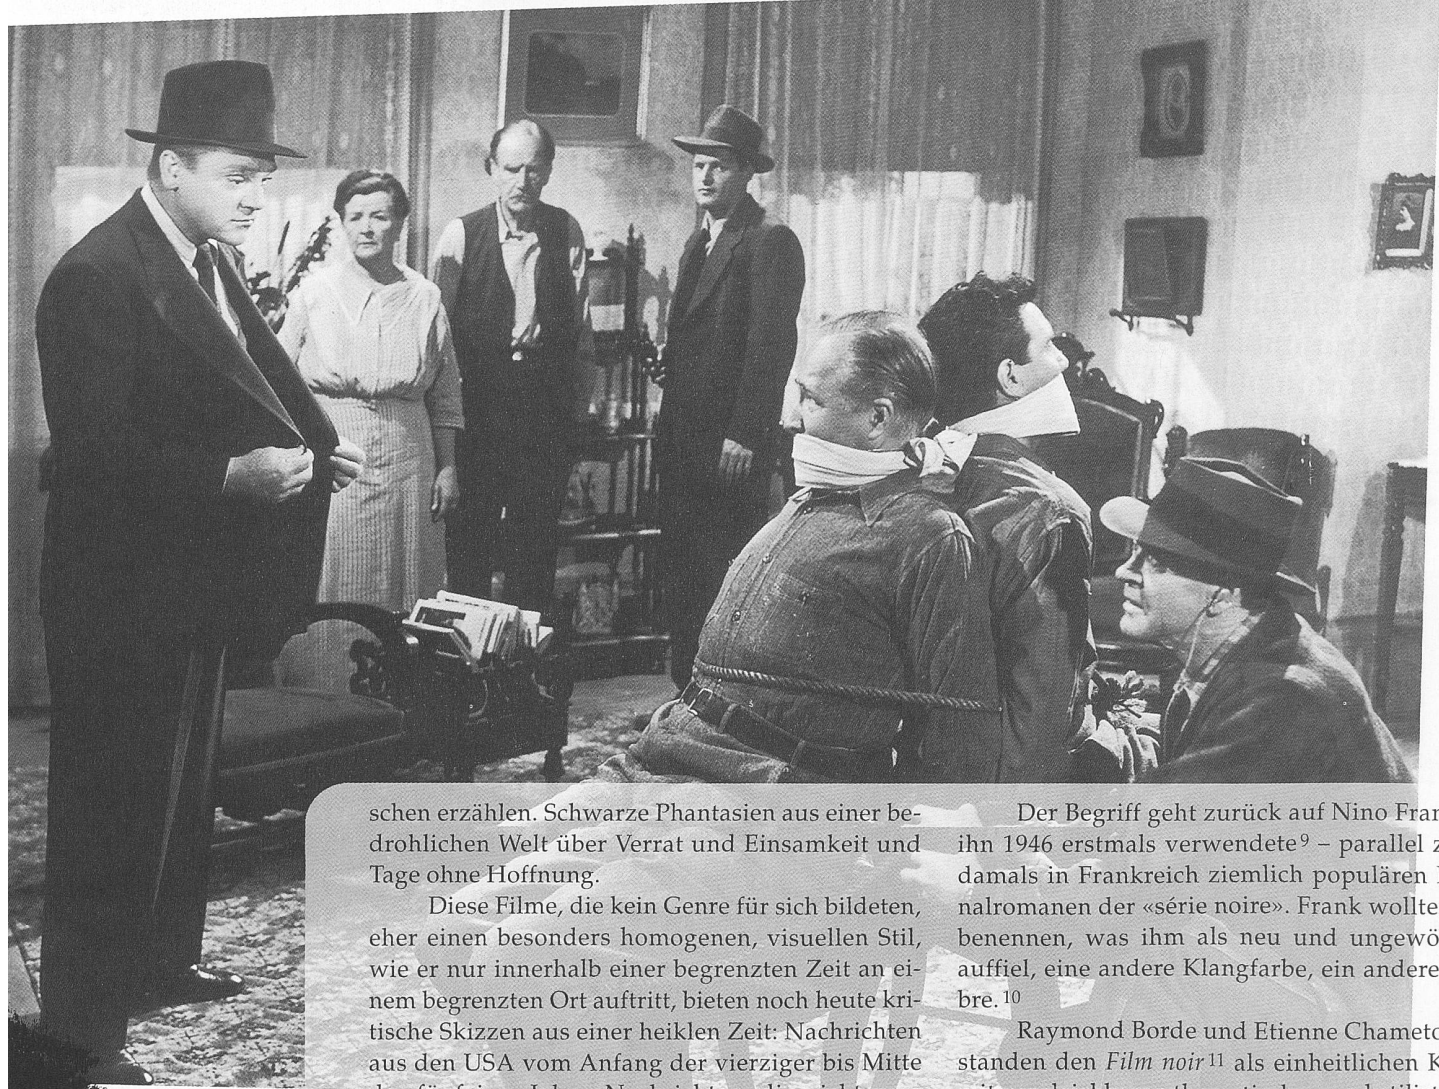 schen erzählen. Schwarze Phantasien aus einer be-
drohlichen Welt über Verrat und Einsamkeit und
Tage ohne Hoffnung.
Diese Filme, die kein Genre für sich bildeten,
eher einen besonders homogenen, visuellen Stil,
wie er nur innerhalb einer begrenzten Zeit an ei-
nem begrenzten Ort auftritt, bieten noch heute kri-
tische Skizzen aus einer heiklen Zeit: Nachrichten
aus den USA vom Anfang der vierziger bis Mitte
Der Begriff geht zurück auf Nino
ihn 1946 erstmals verwendete 9 – parallel
damals in Frankreich ziemlich populären
nalromanen der «série noire». Frank wollte
benennen, was ihm als neu und
auffiel, eine andere Klangfarbe, ein
bre. 10
Raymond Borde und Etienne
standen den Film noir 11 als einheitlichen